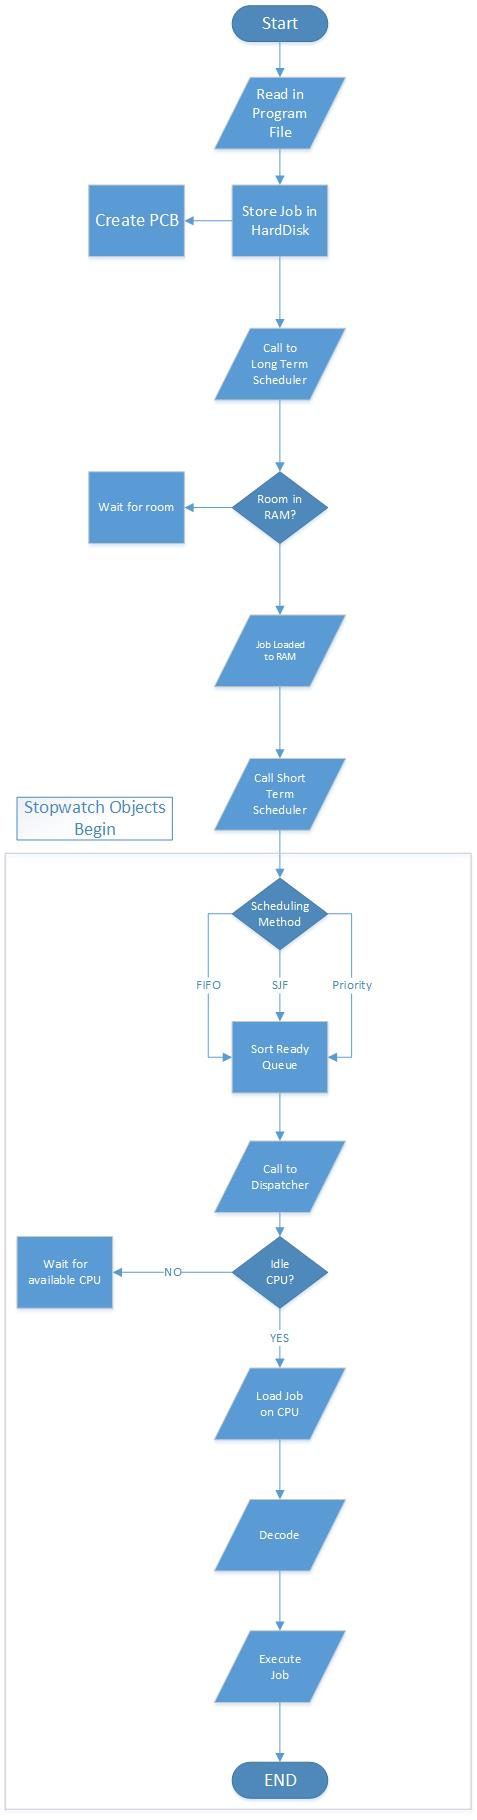 Start
Read in
Program
File
Create PCB
Store Job in
HardDisk
Call to
Long Term
Scheduler
Wait for room
Room in
RAM?
Job Loaded
to RAM
Call Short
Term
Scheduler
Stopwatch Objects
Begin
Scheduling
Method
FIFO
SJF
Priority
Sort Ready
Queue
Call to
Dispatcher
Wait for
available CPU
NO
Idle
CPU?
YES
Load Job
on CPU
Decode
Execute
Job
END